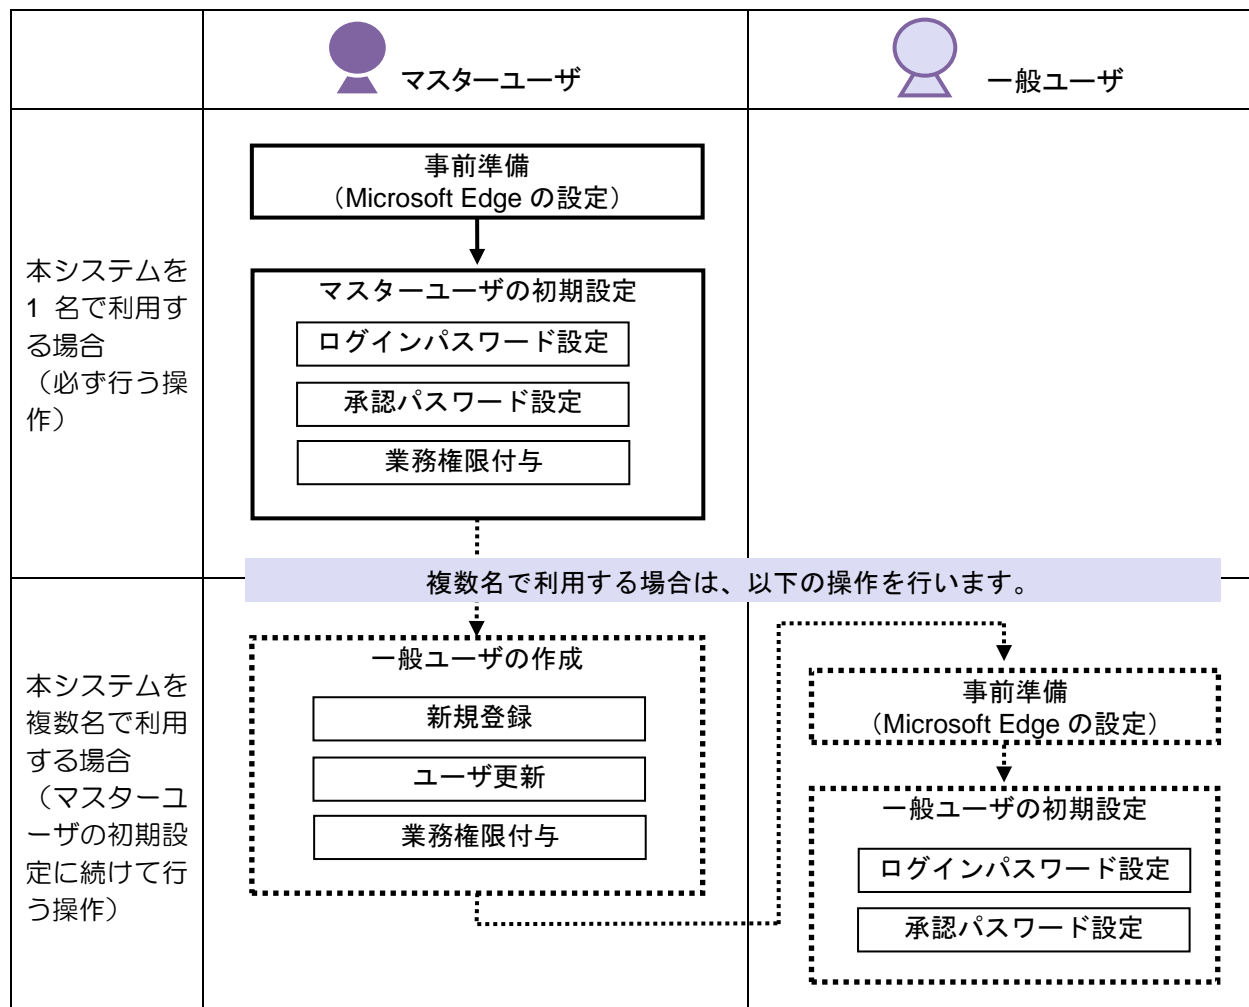 マスターユーザ
一般ユーザ
本システムを
1 名で利用す
る場合
（必ず行う操
作）
事前準備
（Microsoft Edge の設定）
マスターユーザの初期設定
ログインパスワード設定
承認パスワード設定
業務権限付与
複数名で利用する場合は、以下の操作を行います。
本システムを
複数名で利用
する場合
（マスターユ
ーザの初期設
定に続けて行
う操作）
一般ユーザの作成
新規登録
ユーザ更新
業務権限付与
事前準備
（Microsoft Edge の設定）
一般ユーザの初期設定
ログインパスワード設定
承認パスワード設定